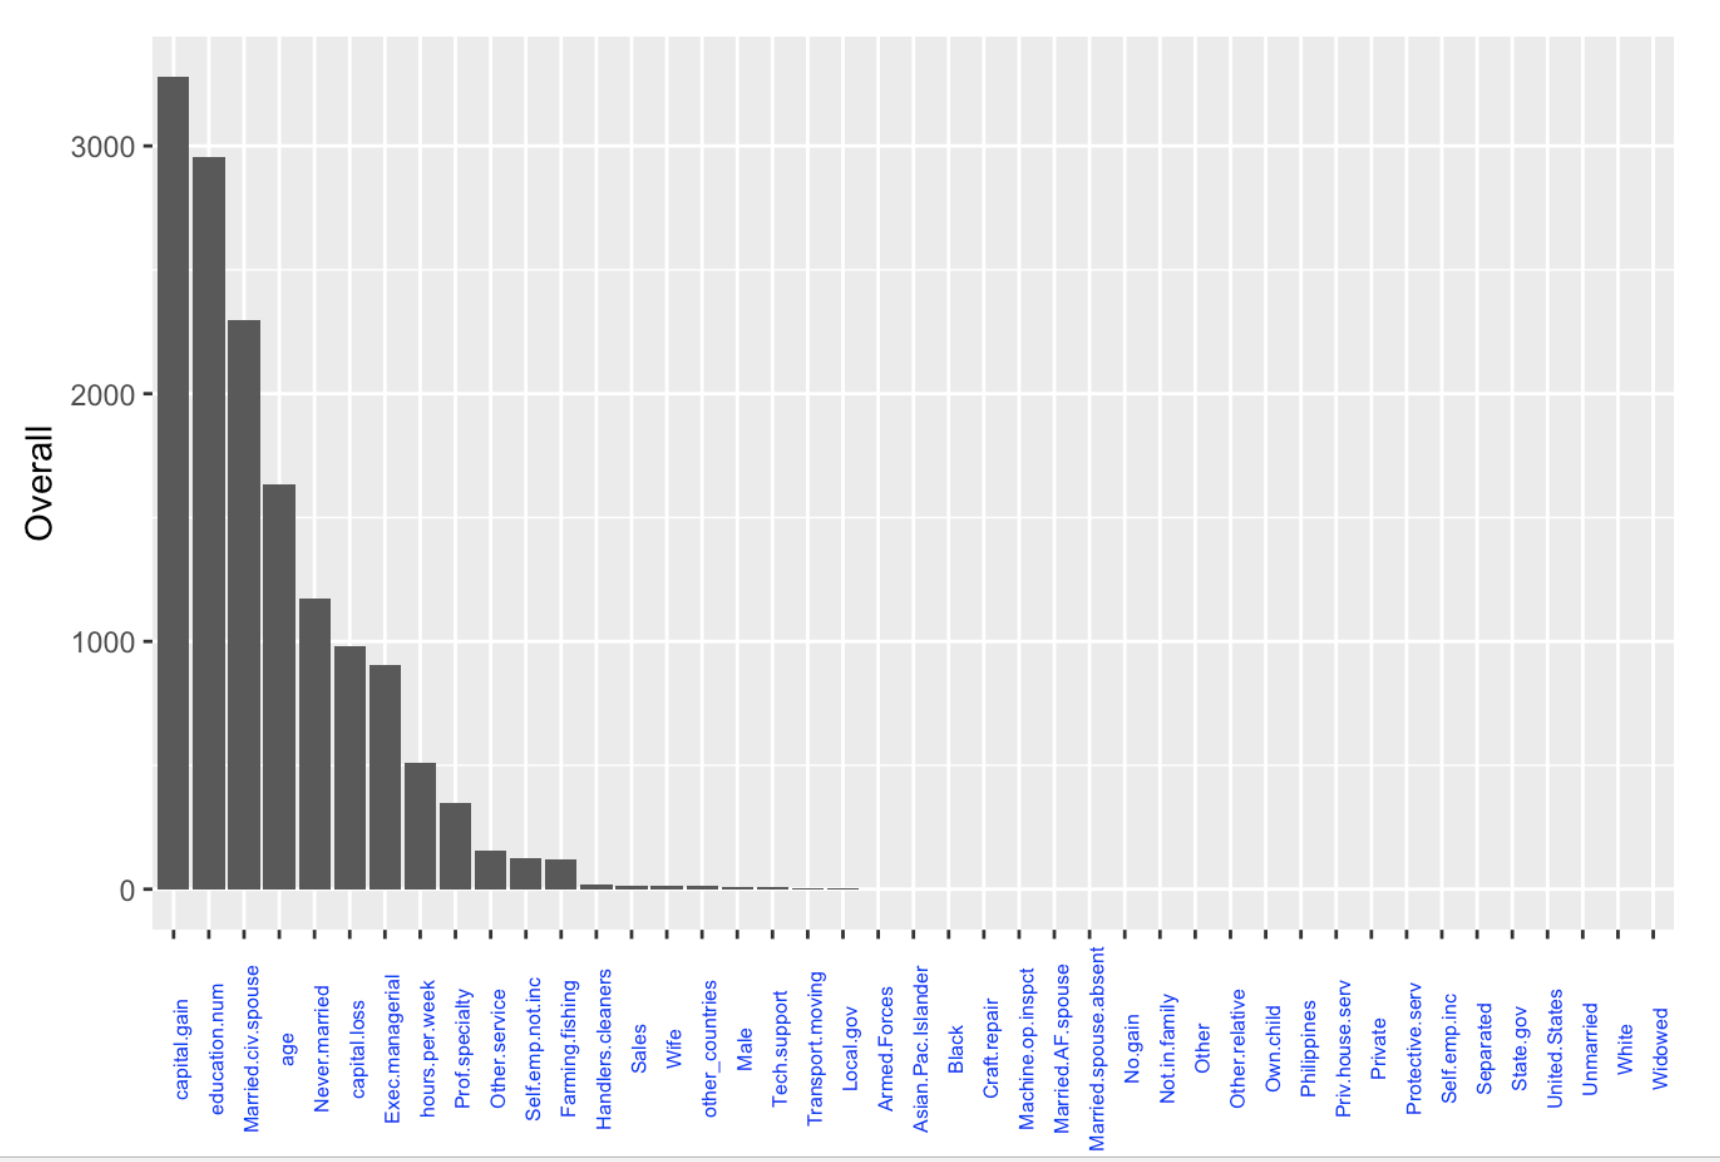 Overall
3000
2000
1000
0
capital.gain
education.num
Married.civ.spouse
age
Never.married
capital.loss
Exec.managerial
hours.per.week
Prof.specialty
Other.service
Self.emp.not.inc
Farming.fishing
Handlers.cleaners
Sales
Wife
other_countries
Male
Tech.support
Transport.moving
Local.gov
Armed.Forces
Asian.Pac.Islander
Black
Craft.repair
Machine.op.inspct
Married.AF.spouse
Married.spouse.absent
No.gain
Not.in.family
Other
Other.relative
Own.child
Philippines
Priv.house.serv
Private
Protective.serv
Self.emp.inc
Separated
State.gov
United.States
Unmarried
White
Widowed